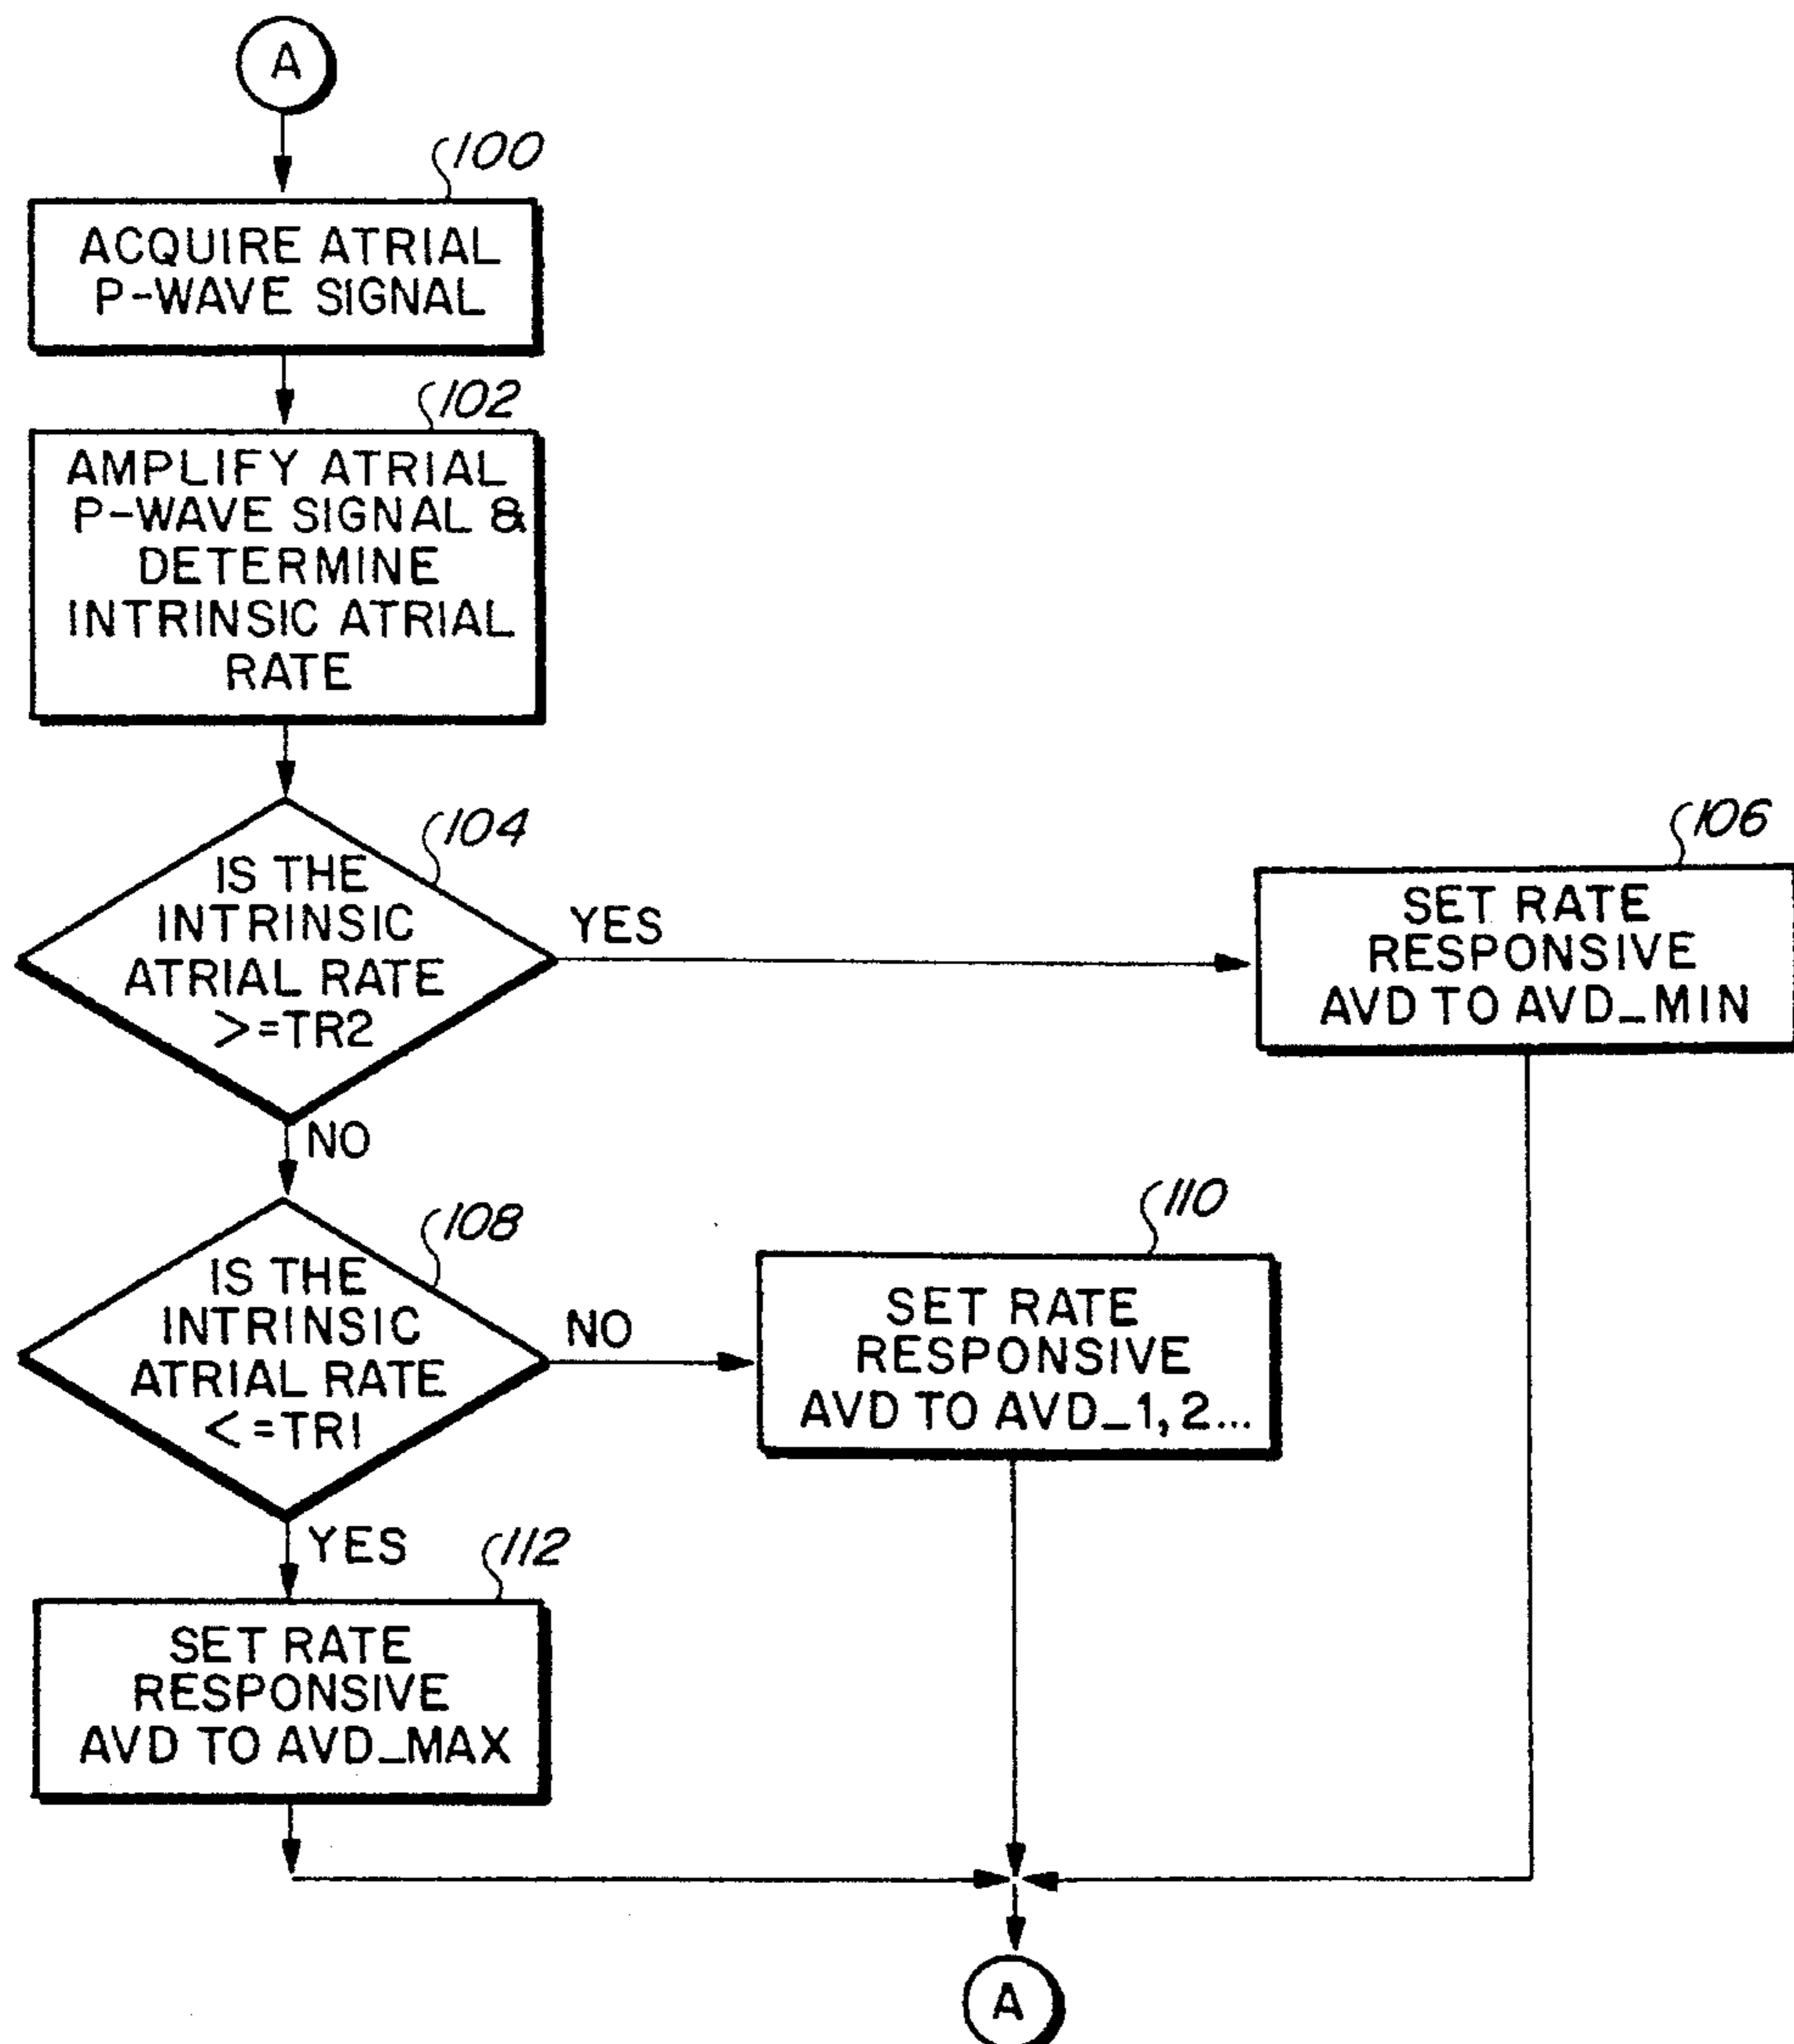 A
100
ACQUIRE ATRIAL
P-WAVE SIGNAL
102
AMPLIFY ATRIAL
P-WAVE SIGNAL &
DETERMINE
INTRINSIC ATRIAL
RATE
104
IS THE
INTRINSIC
ATRIAL RATE
>=TR2
YES
106
SET RATE
RESPONSIVE
AVD TO AVD_MIN
NO
108
IS THE
INTRINSIC
ATRIAL RATE
<=TR1
NO
110
SET RATE
RESPONSIVE
AVD TO AVD_1, 2...
YES
112
SET RATE
RESPONSIVE
AVD TO AVD_MAX
A